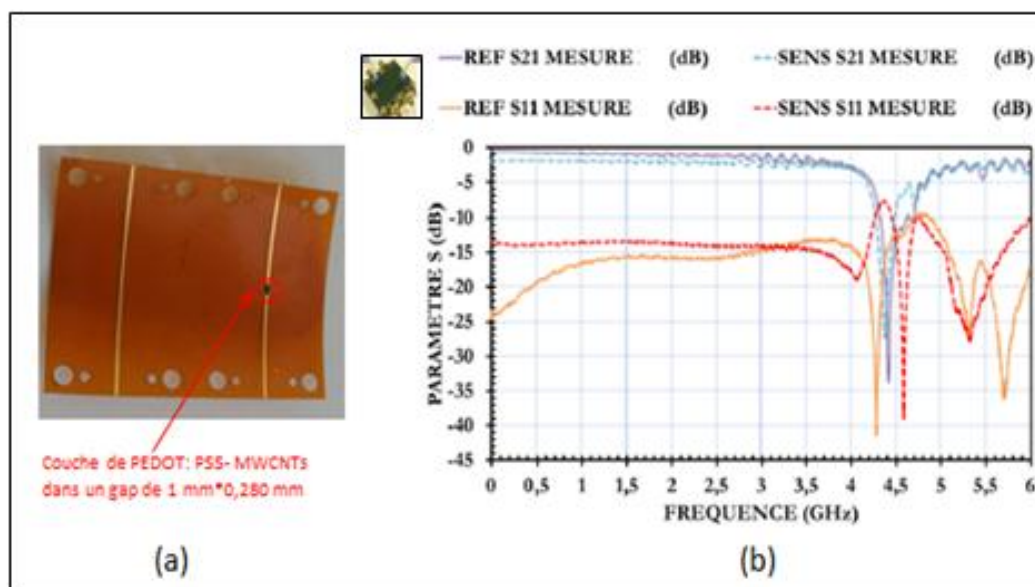 REF S21 MESURE (dB)
SENS S21 MESURE (dB)
REF S11 MESURE (dB)
SENS S11 MESURE (dB)
Couche de PEDOT: PSS- MWCNTs
dans un gap de 1 mm*0,280 mm
(a)
PARAMETRE S (dB)
0
-5
-10
-15
-20
-25
-30
-35
-40
-45
0 0,5 1 1,5 2 2,5 3 3,5 4 4,5 5 5,5 6
FREQUENCE (GHz)
(b)